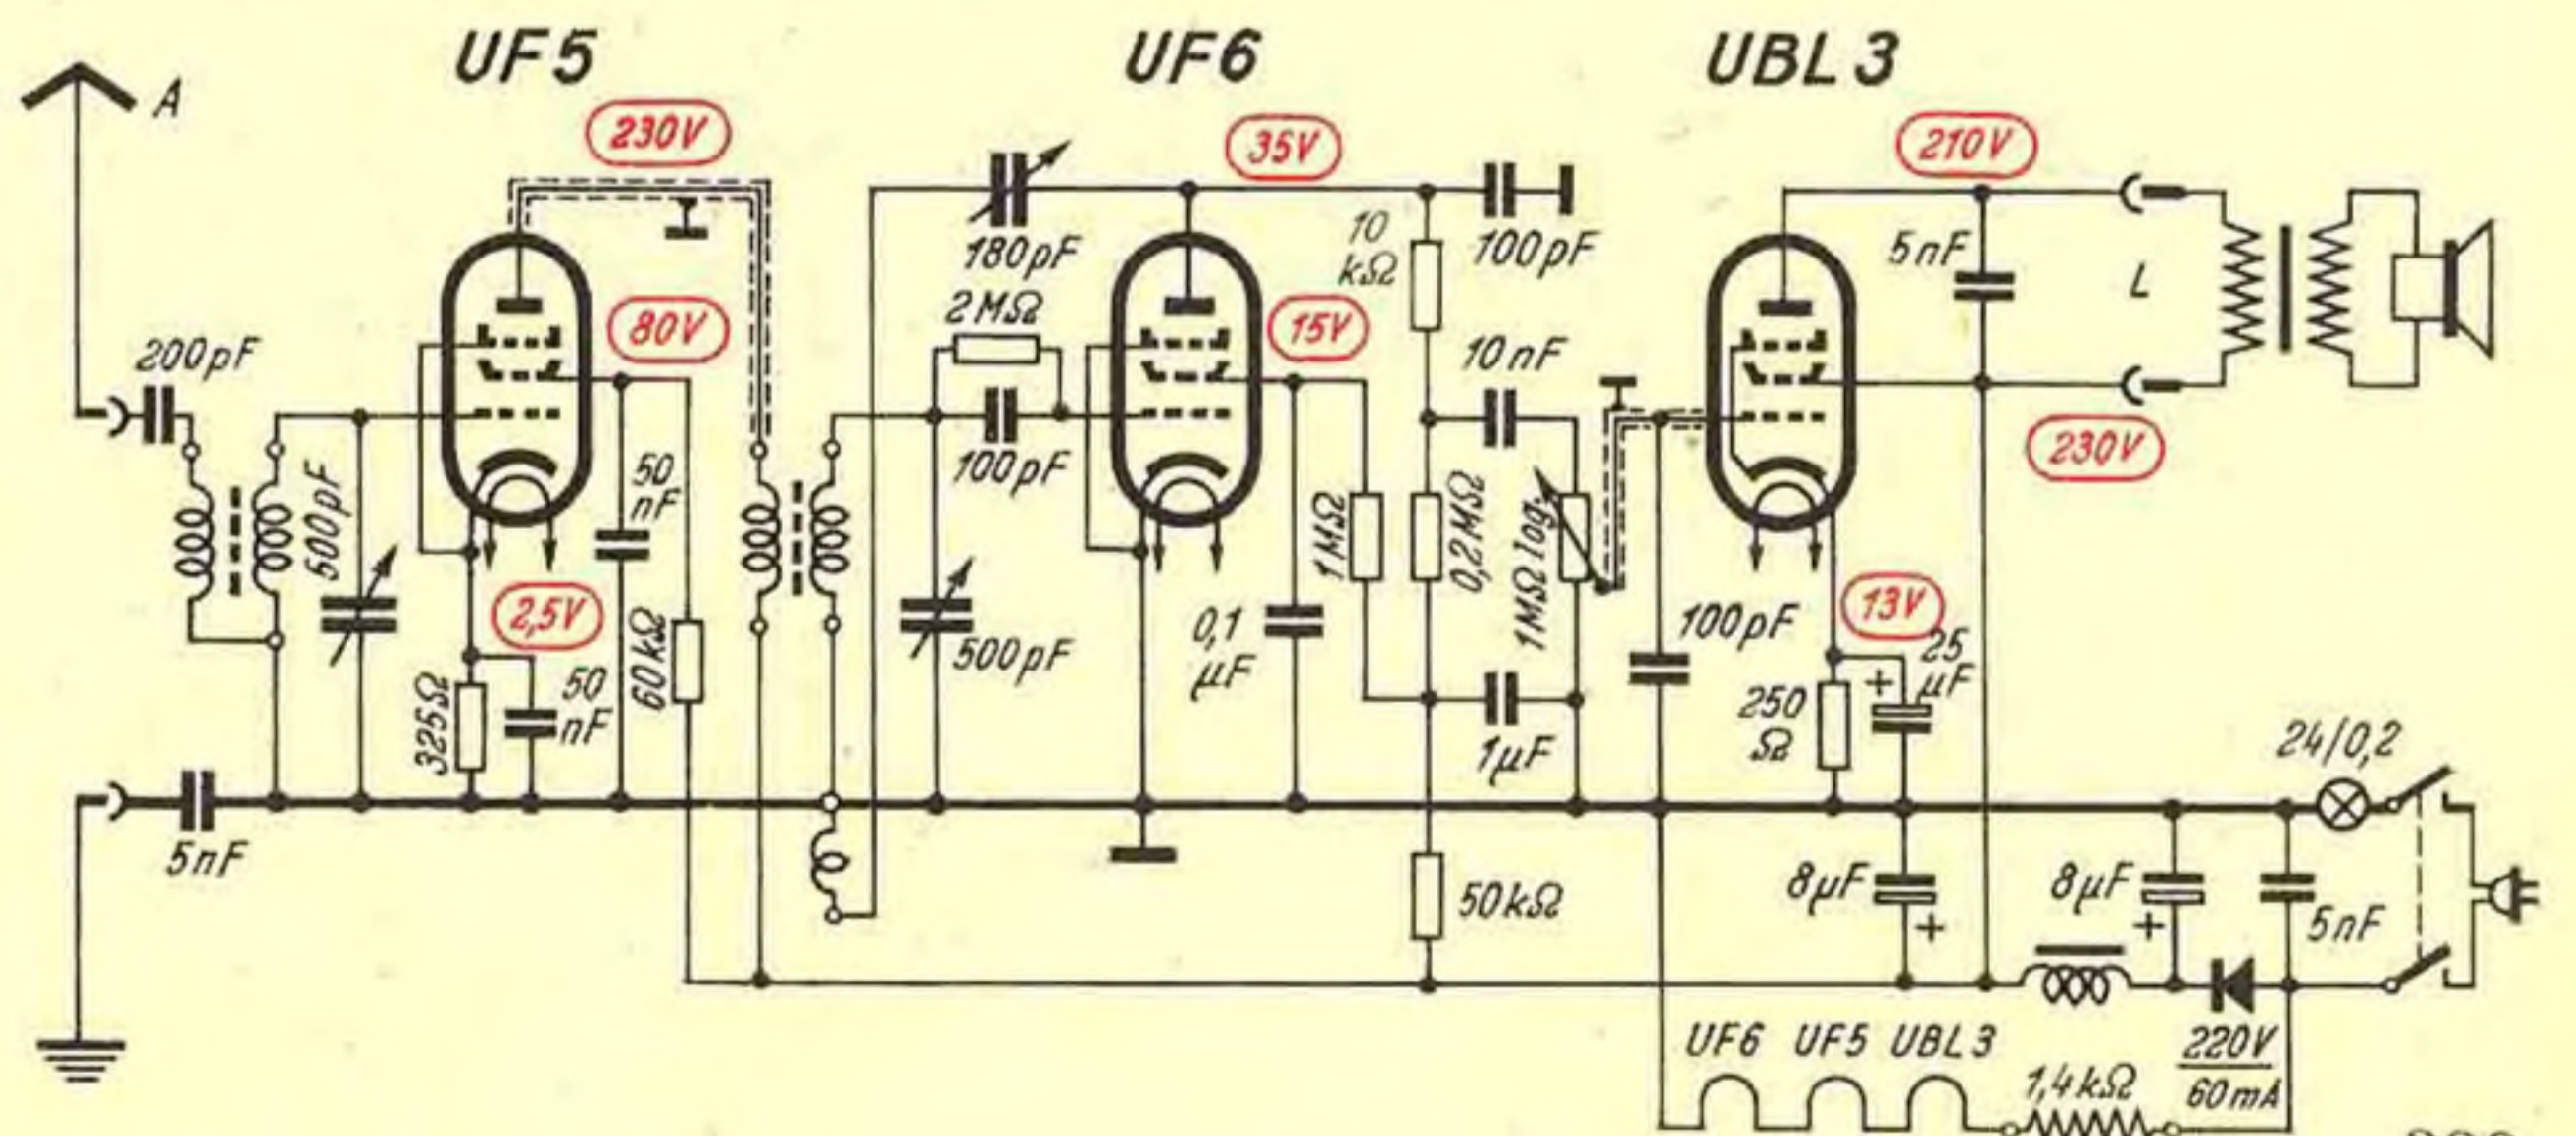 UF5
UF6
UBL3
A
230V
35V
210V
180pF
10
kΩ
100pF
5nF
L
200pF
80V
2MΩ
15V
10nF
500pF
50
nF
100pF
1MΩ
0,2MΩ
1MΩ log.
230V
2,5V
13V
325Ω
50
nF
60kΩ
500pF
0,1
μF
1μF
100pF
250
Ω
+
25
μF
24/0,2
5nF
50kΩ
8μF
+
8μF
+
5nF
UF6 UF5 UBL3
1,4kΩ
220V
60mA